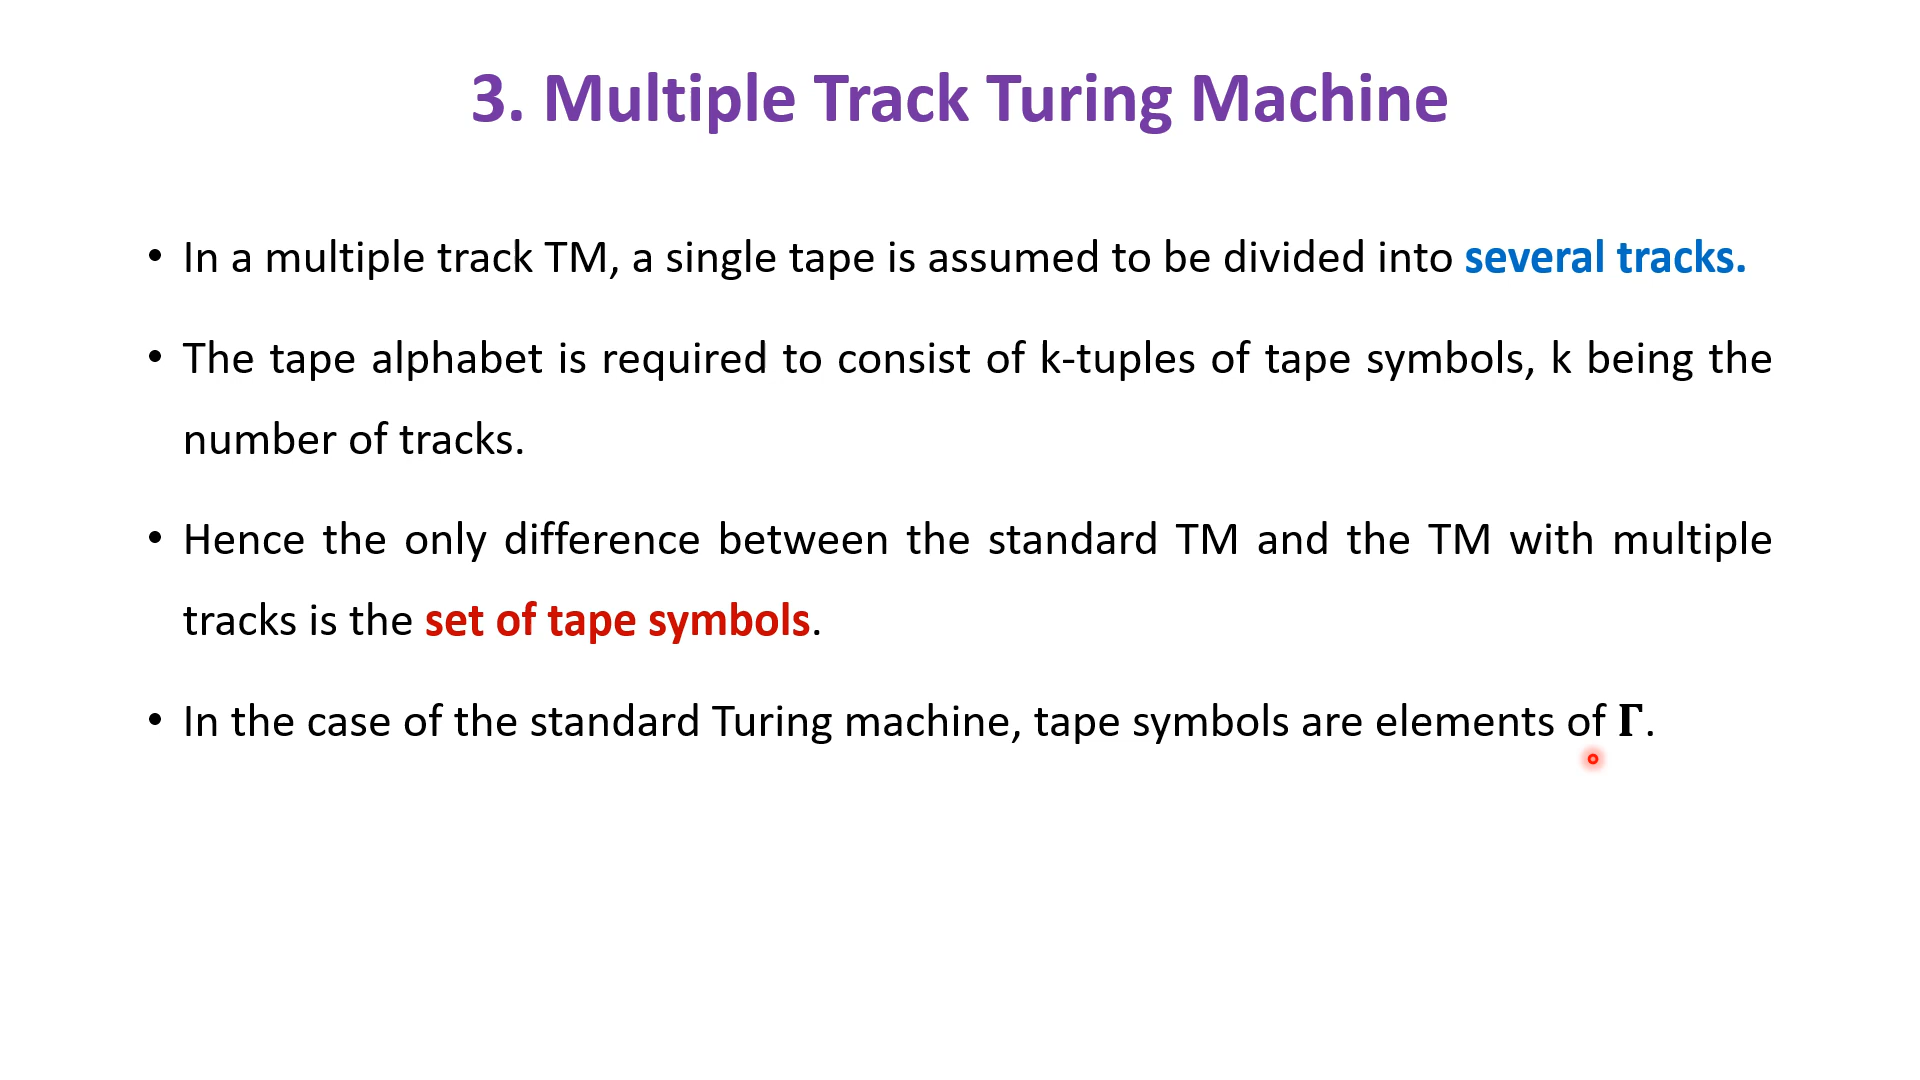 3. Multiple Track Turing Machine
• In a multiple track TM, a single tape is assumed to be divided into several tracks.
• The tape alphabet is required to consist of k-tuples of tape symbols, k being the
number of tracks.
• Hence the only difference between the standard TM and the TM with multiple
tracks is the set of tape symbols.
• In the case of the standard Turing machine, tape symbols are elements of Γ.